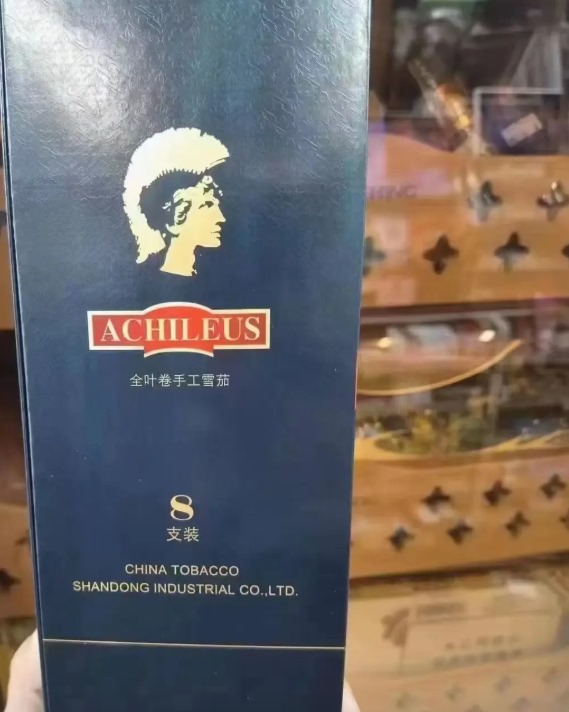 ACHILEUS
全叶卷手工雪茄
8
支装
CHINA TOBACCO
SHANDONG INDUSTRIAL CO.,LTD.